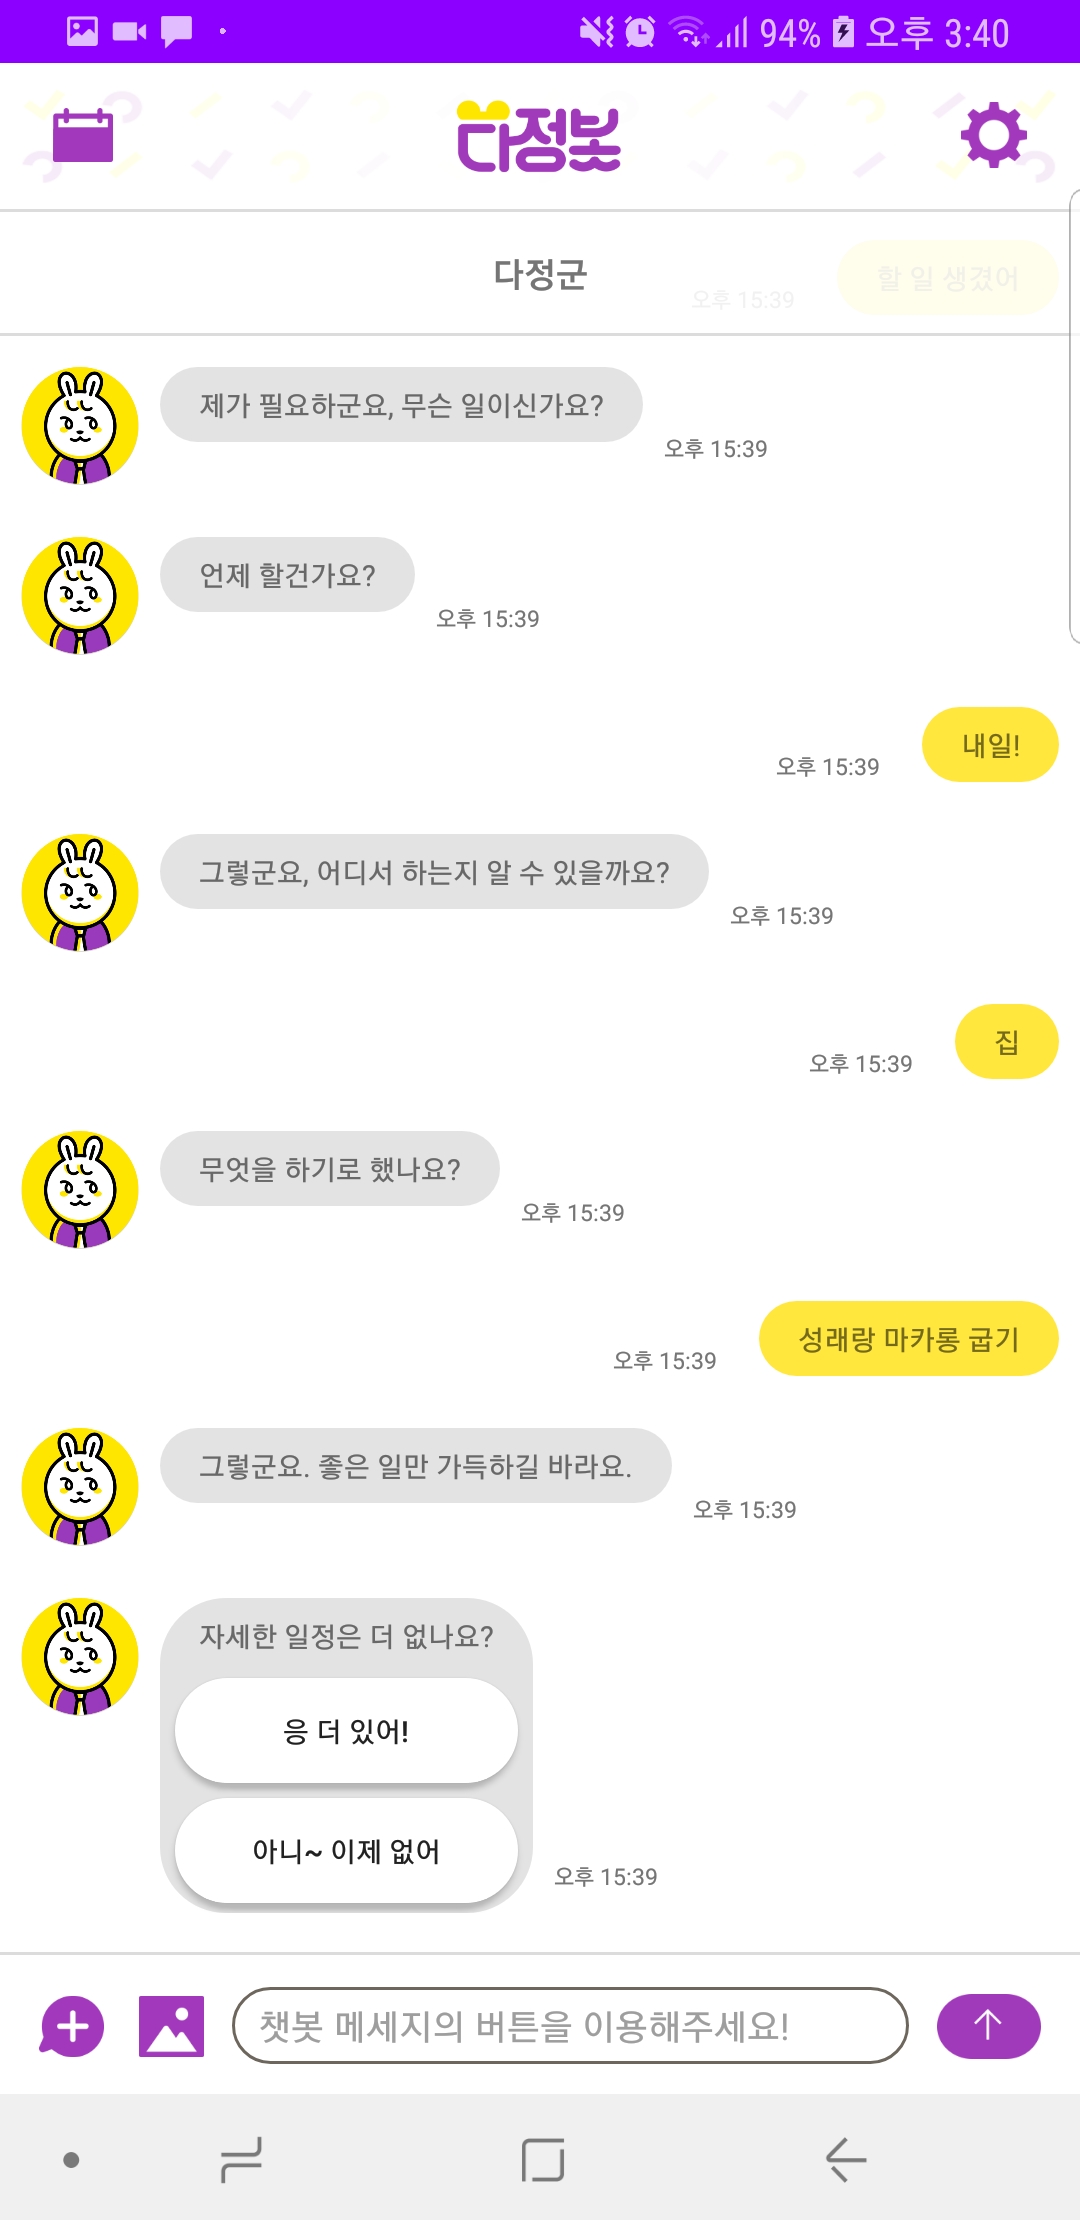 94% 오후 3:40
다정봇
다정군
할 일 생겼어
오후 15:39
제가 필요하군요, 무슨 일이신가요?
오후 15:39
언제 할건가요?
오후 15:39
내일!
오후 15:39
그렇군요, 어디서 하는지 알 수 있을까요?
오후 15:39
집
오후 15:39
무엇을 하기로 했나요?
오후 15:39
성래랑 마카롱 굽기
오후 15:39
그렇군요. 좋은 일만 가득하길 바라요.
오후 15:39
자세한 일정은 더 없나요?
응 더 있어!
아니~ 이제 없어
오후 15:39
챗봇 메세지의 버튼을 이용해주세요!